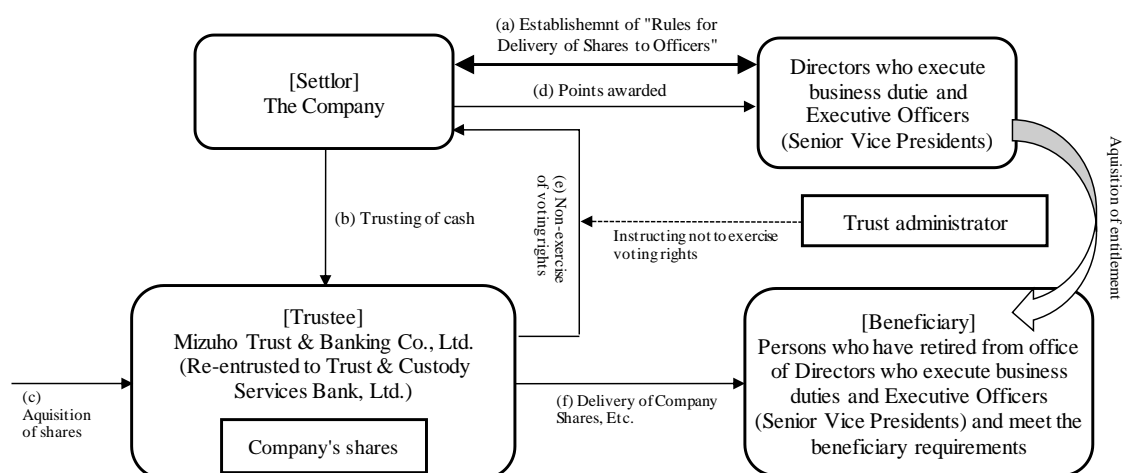 (a) Establishemnt of "Rules for
Delivery of Shares to Officers"
[Settlor]
The Company
(d) Points awarded
Directors who execute
business dutie and
Executive Officers
(Senior Vice Presidents)
Aquisition of entitlement
(e) Non-exercise
of voting rights
(b) Trusting of cash
Instructing not to exercise
voting rights
Trust administrator
[Trustee]
Mizuho Trust & Banking Co., Ltd.
(Re-entrusted to Trust & Custody
Services Bank, Ltd.)
Company's shares
(c)
Aquisition
of shares
(f) Delivery of Company
Shares, Etc.
[Beneficiary]
Persons who have retired from office
of Directors who execute business
duties and Executive Officers
(Senior Vice Presidents) and meet the
beneficiary requirements